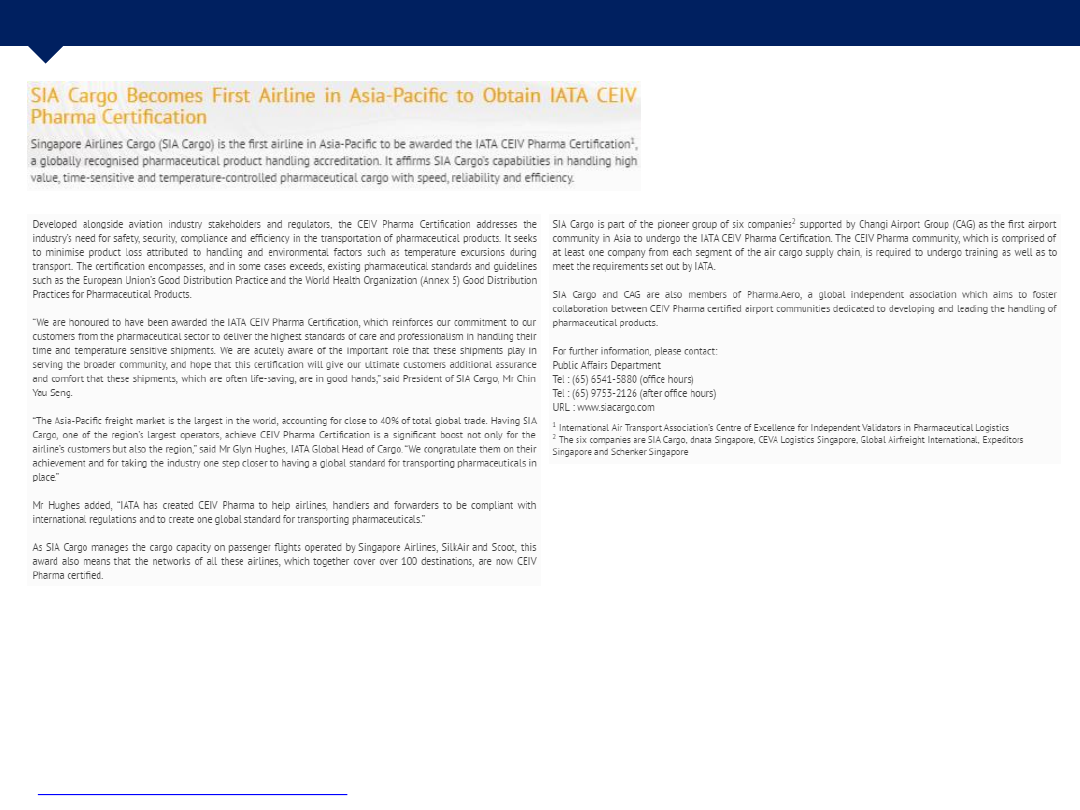 SIA Cargo Becomes First Airline in Asia-Pacific to Obtain IATA CEIV
Pharma Certification
Singapore Airlines Cargo (SIA Cargo) is the first airline in Asia-Pacific to be awarded the IATA CEIV Pharma Certification¹,
a globally recognised pharmaceutical product handling accreditation. It affirms SIA Cargo's capabilities in handling high
value, time-sensitive and temperature-controlled pharmaceutical cargo with speed, reliability and efficiency.
Developed alongside aviation industry stakeholders and regulators, the CEIV Pharma Certification addresses the
industry's need for safety, security, compliance and efficiency in the transportation of pharmaceutical products. It seeks
to minimise product loss attributed to handling and environmental factors such as temperature excursions during
transport. The certification encompasses, and in some cases exceeds, existing pharmaceutical standards and guidelines
such as the European Union's Good Distribution Practice and the World Health Organization (Annex 5) Good Distribution
Practices for Pharmaceutical Products.
"We are honoured to have been awarded the IATA CEIV Pharma Certification, which reinforces our commitment to our
customers from the pharmaceutical sector to deliver the highest standards of care and professionalism in handling their
time and temperature sensitive shipments. We are acutely aware of the important role that these shipments play in
serving the broader community, and hope that this certification will give our ultimate customers additional assurance
and comfort that these shipments, which are often life-saving, are in good hands," said President of SIA Cargo, Mr Chin
Yau Seng.
"The Asia-Pacific freight market is the largest in the world, accounting for close to 40% of total global trade. Having SIA
Cargo, one of the region's largest operators, achieve CEIV Pharma Certification is a significant boost not only for the
airline's customers but also the region," said Mr Glyn Hughes, IATA Global Head of Cargo. "We congratulate them on their
achievement and for taking the industry one step closer to having a global standard for transporting pharmaceuticals in
place."
Mr Hughes added, "IATA has created CEIV Pharma to help airlines, handlers and forwarders to be compliant with
international regulations and to create one global standard for transporting pharmaceuticals."
As SIA Cargo manages the cargo capacity on passenger flights operated by Singapore Airlines, SilkAir and Scoot, this
award also means that the networks of all these airlines, which together cover over 100 destinations, are now CEIV
Pharma certified.
SIA Cargo is part of the pioneer group of six companies² supported by Changi Airport Group (CAG) as the first airport
community in Asia to undergo the IATA CEIV Pharma Certification. The CEIV Pharma community, which is comprised of
at least one company from each segment of the air cargo supply chain, is required to undergo training as well as to
meet the requirements set out by IATA.
SIA Cargo and CAG are also members of Pharma.Aero, a global independent association which aims to foster
collaboration between CEIV Pharma certified airport communities dedicated to developing and leading the handling of
pharmaceutical products.
For further information, please contact:
Public Affairs Department
Tel : (65) 6541-5880 (office hours)
Tel : (65) 9753-2126 (after office hours)
URL : www.siacargo.com
¹ International Air Transport Association's Centre of Excellence for Independent Validators in Pharmaceutical Logistics
² The six companies are SIA Cargo, dnata Singapore, CEVA Logistics Singapore, Global Airfreight International, Expeditors
Singapore and Schenker Singapore